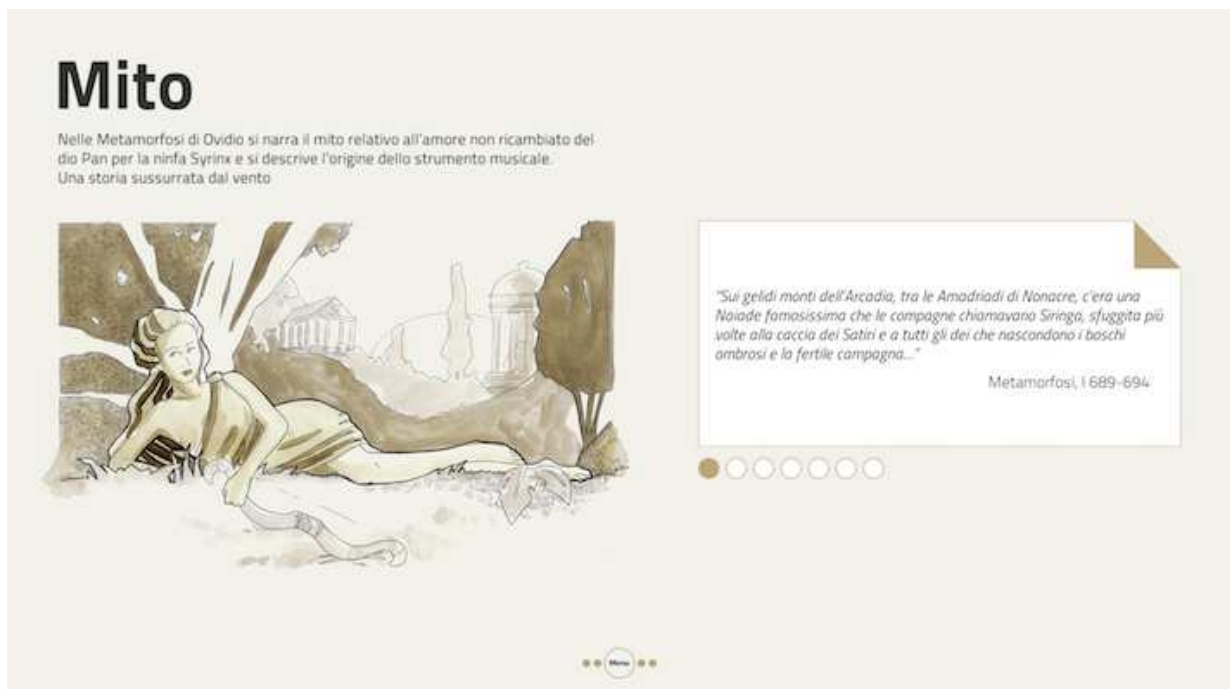 Mito
Nelle Metamorfosi di Ovidio si narra il mito relativo all'amore non ricambiato del
dio Pan per la ninfa Syrinx e si descrive l'origine dello strumento musicale.
Una storia sussurrata dal vento
"Sui gelidi monti dell'Arcadia, tra le Amadriadi di Nonacre, c'era una
Naiade famosissima che le compagne chiamavano Siringa, sfuggita più
volte alla caccia dei Satiri e a tutti gli dei che nascondono i boschi
ombrosi e la fertile campagna..."
Metamorfosi, I 689-694
Menu